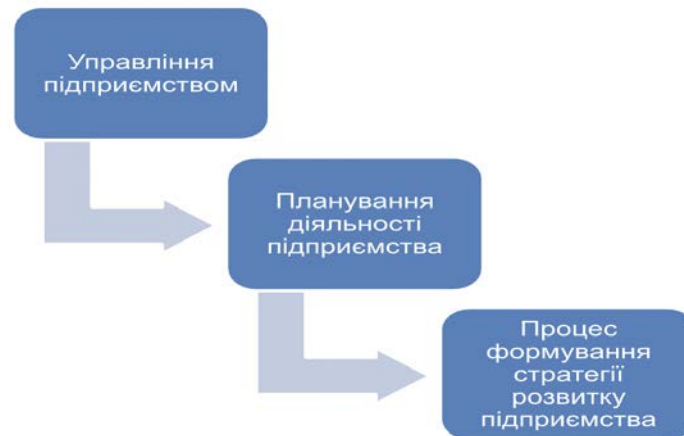 Управління
підприємством
Планування
діяльності
підприємства
Процес
формування
стратегії
розвитку
підприємства